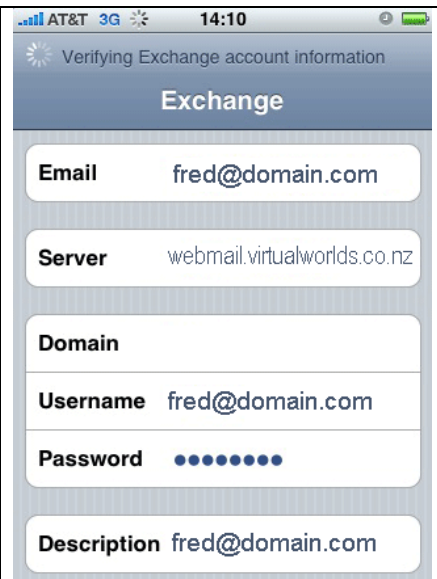 AT&T 3G 14:10
Verifying Exchange account information
Exchange
Email fred@domain.com
Server webmail.virtualworlds.co.nz
Domain
Username fred@domain.com
Password ●●●●●●●●
Description fred@domain.com